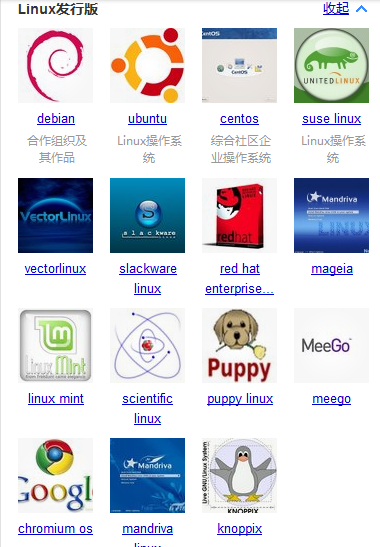 Linux发行版 收起
CentOS
CentOS
UNITEDLINUX
debian ubuntu centos suse linux
合作组织及 Linux操作系 综合社区企 Linux操作系
其作品 统 业操作系统 统
VectorLinux
slackware
redhat
Mandriva
LINUX
vectorlinux slackware red hat mageia
linux enterprise...
Linux Mint
Puppy
MeeGo
linux mint scientific puppy linux meego
linux
Google
Mandriva
Live GNU/Linux System
KNOPPIX
chromium os mandriva knoppix
linux